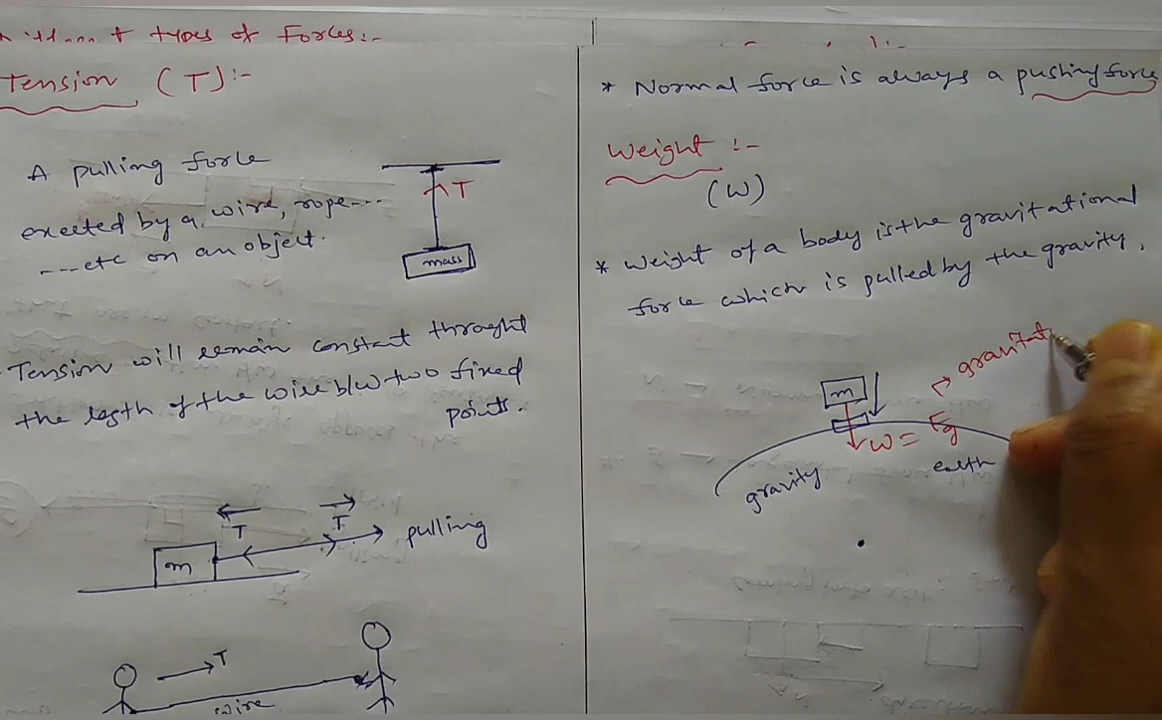 types of Forces:-
Tension (T):-
A pulling force
exected by a wire, rope---
---etc on an object.
T
mass
Tension will remain constant throught
the legth of the wire b/w two fixed
points.
T T
m
pulling
T
wire
* Normal force is always a pushing force
Weight :-
(W)
* Weight of a body is the gravitational
force which is pulled by the gravity.
gravitat
m
W = Fg
gravity
earth